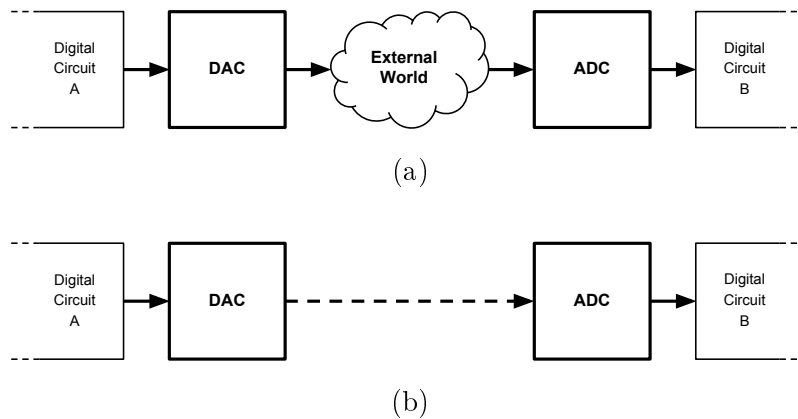 Digital
Circuit
A
DAC
External
World
ADC
Digital
Circuit
B
(a)
Digital
Circuit
A
DAC
ADC
Digital
Circuit
B
(b)